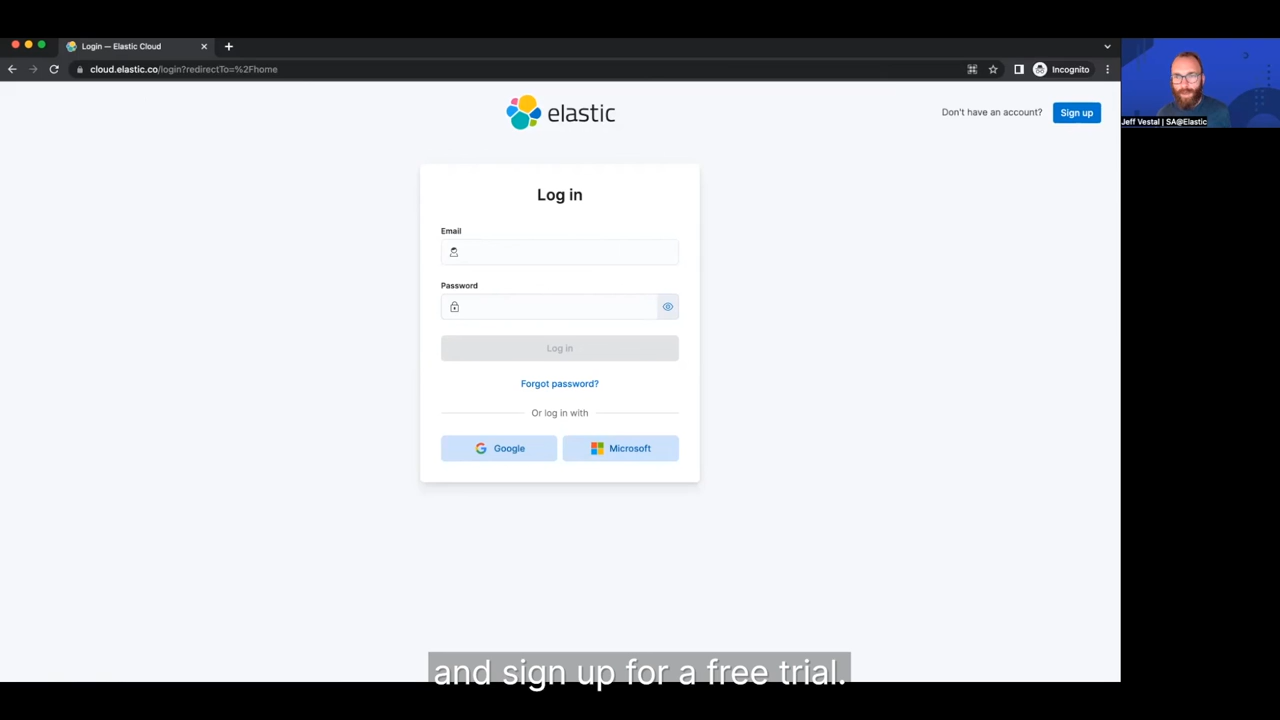 Login — Elastic Cloud
cloud.elastic.co/login?redirectTo=%2Fhome
Incognito
Jeff Vestal | SA@Elastic
elastic
Don't have an account?
Sign up
Log in
Email
Password
Log in
Forgot password?
Or log in with
Google
Microsoft
and sign up for a free trial.